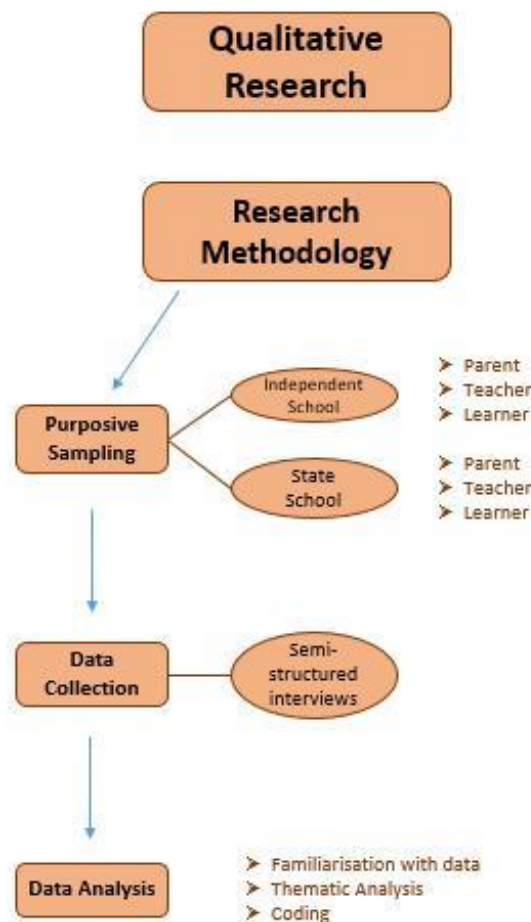 Qualitative
Research
Research
Methodology
Purposive
Sampling
Independent
School
➤ Parent
➤ Teacher
➤ Learner
State
School
➤ Parent
➤ Teacher
➤ Learner
Data
Collection
Semi-
structured
interviews
Data Analysis
➤ Familiarisation with data
➤ Thematic Analysis
➤ Coding